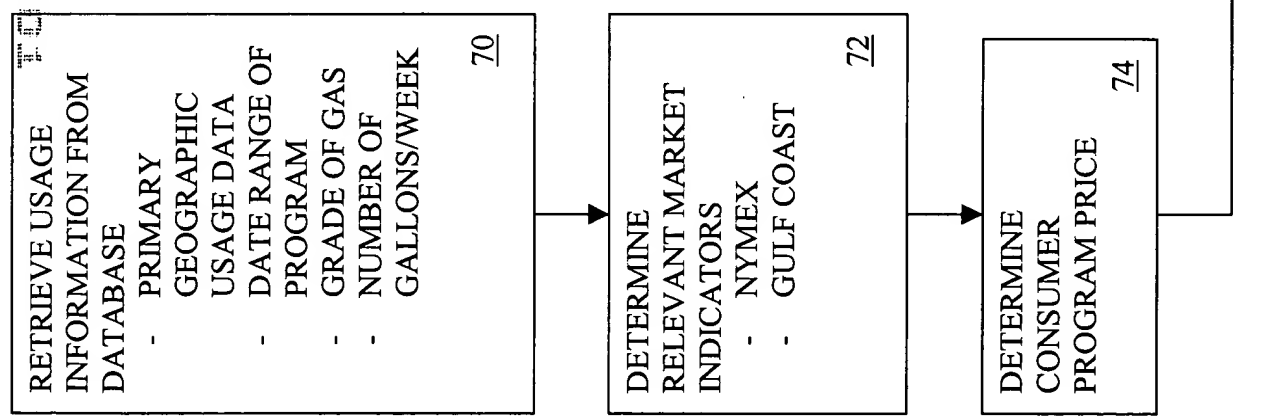 RETRIEVE USAGE
INFORMATION FROM
DATABASE
- PRIMARY
GEOGRAPHIC
USAGE DATA
- DATE RANGE OF
PROGRAM
- GRADE OF GAS
- NUMBER OF
GALLONS/WEEK
70
DETERMINE
RELEVANT MARKET
INDICATORS
- NYMEX
- GULF COAST
72
DETERMINE
CONSUMER
PROGRAM PRICE
74